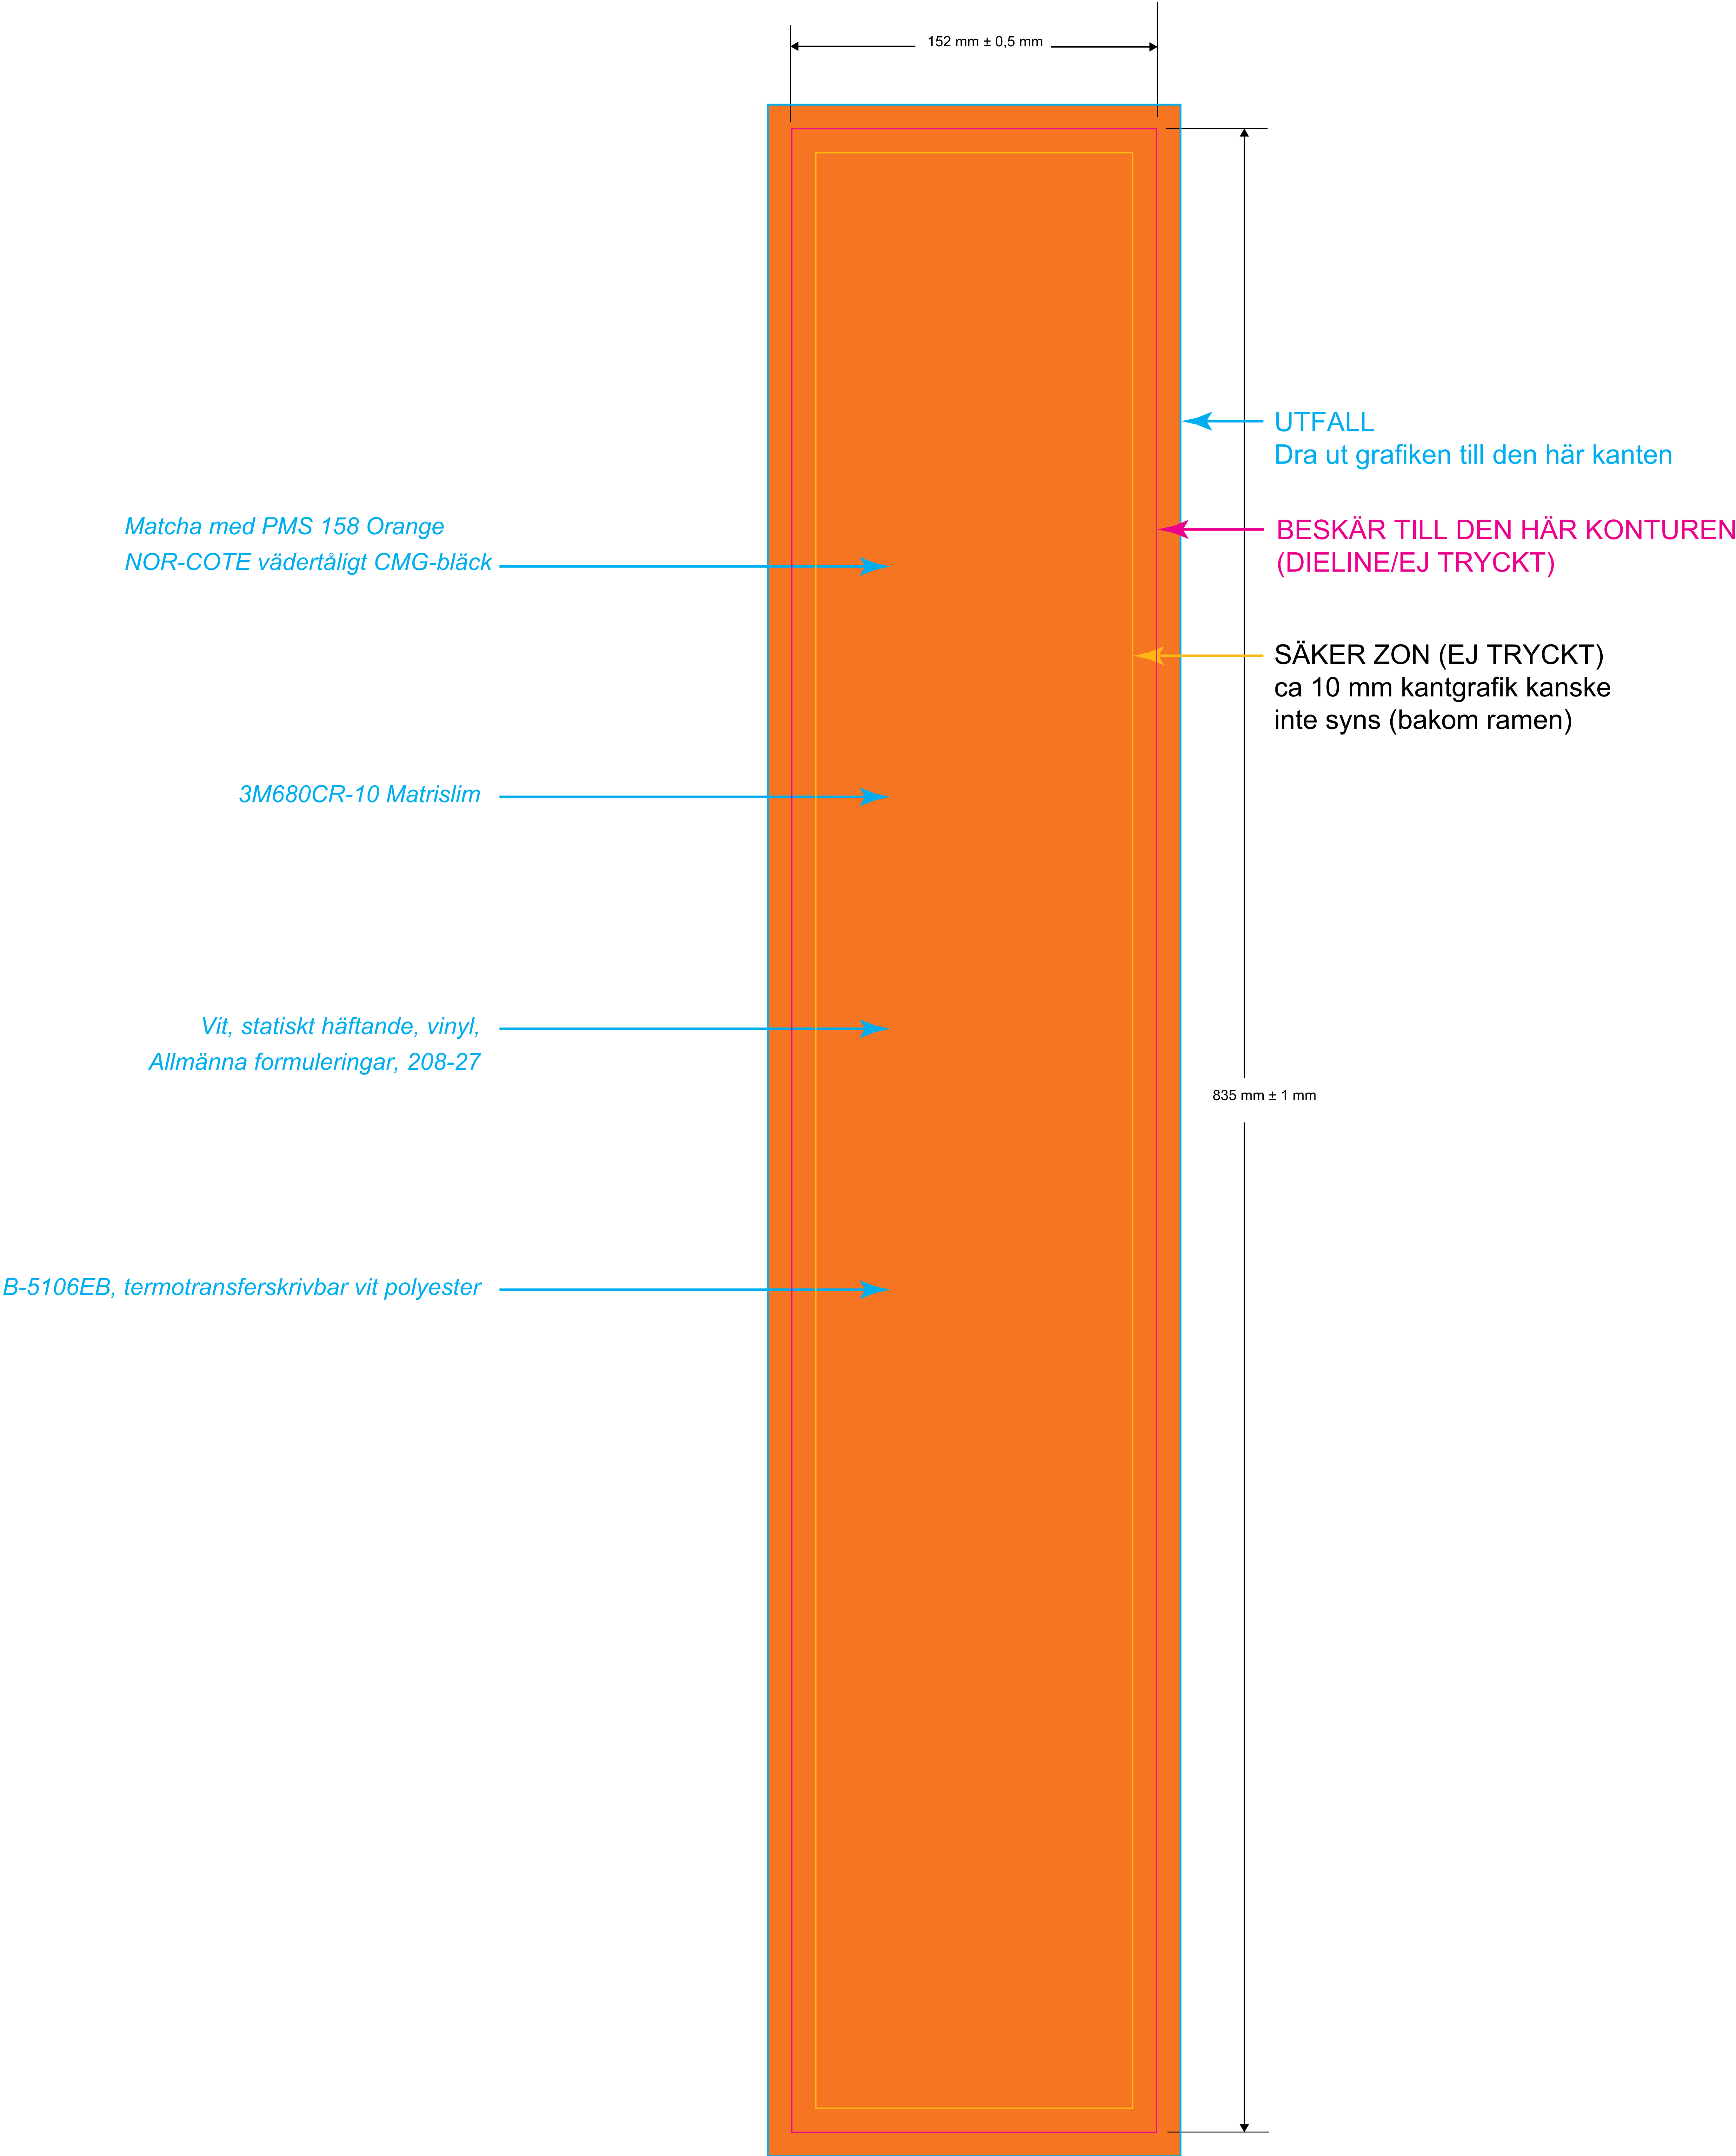 152 mm ± 0,5 mm
UTFALL
Dra ut grafiken till den här kanten
Matcha med PMS 158 Orange
NOR-COTE vädertåligt CMG-bläck
BESKÄR TILL DEN HÄR KONTUREN
(DIELINE/EJ TRYCKT)
SÄKER ZON (EJ TRYCKT)
ca 10 mm kantgrafik kanske
inte syns (bakom ramen)
3M680CR-10 Matrislim
Vit, statiskt häftande, vinyl,
Allmänna formuleringar, 208-27
835 mm ± 1 mm
B-5106EB, termotransferskrivbar vit polyester